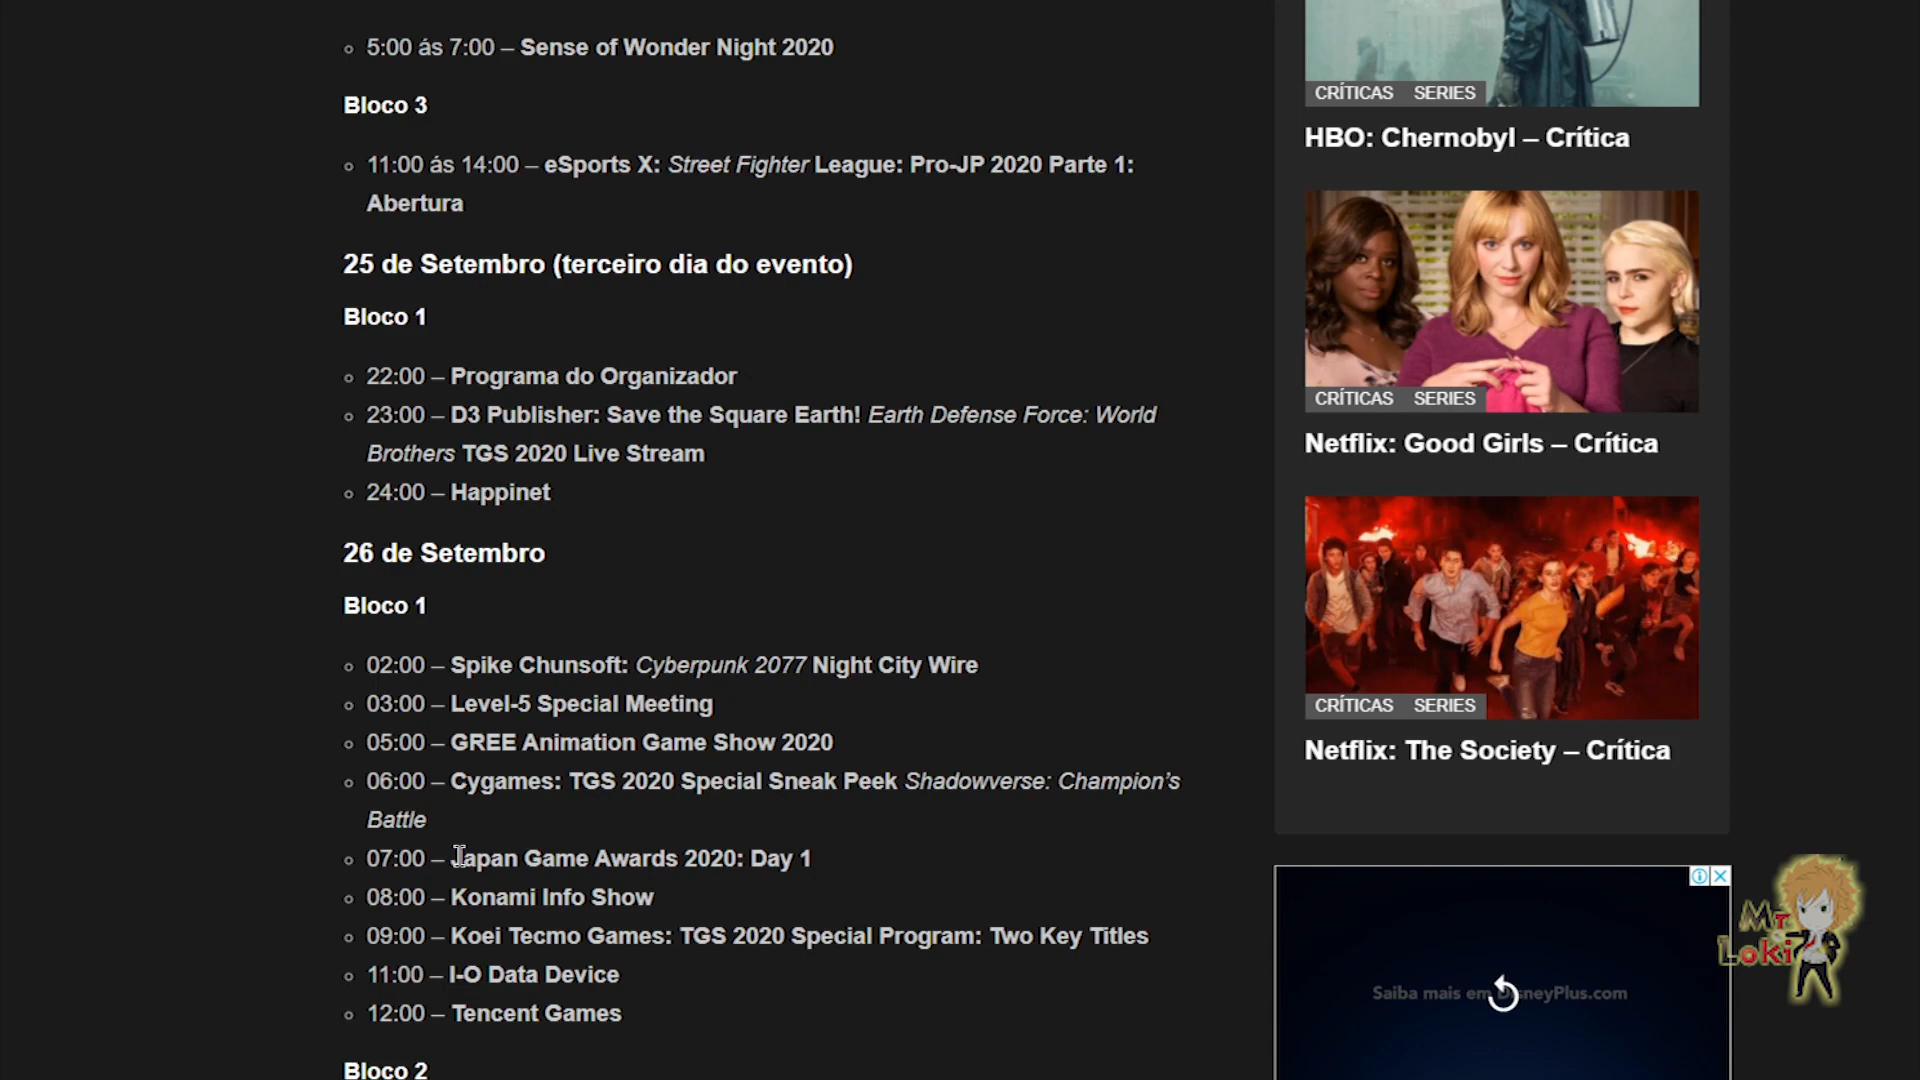 5:00 ás 7:00 – Sense of Wonder Night 2020
Bloco 3
11:00 ás 14:00 – eSports X: Street Fighter League: Pro-JP 2020 Parte 1:
Abertura
25 de Setembro (terceiro dia do evento)
Bloco 1
22:00 – Programa do Organizador
23:00 – D3 Publisher: Save the Square Earth! Earth Defense Force: World
Brothers TGS 2020 Live Stream
24:00 – Happinet
26 de Setembro
Bloco 1
02:00 – Spike Chunsoft: Cyberpunk 2077 Night City Wire
03:00 – Level-5 Special Meeting
05:00 – GREE Animation Game Show 2020
06:00 – Cygames: TGS 2020 Special Sneak Peek Shadowverse: Champion's
Battle
07:00 – Japan Game Awards 2020: Day 1
08:00 – Konami Info Show
09:00 – Koei Tecmo Games: TGS 2020 Special Program: Two Key Titles
11:00 – I-O Data Device
12:00 – Tencent Games
Bloco 2
CRÍTICAS SERIES
HBO: Chernobyl – Crítica
CRÍTICAS SERIES
Netflix: Good Girls – Crítica
CRÍTICAS SERIES
Netflix: The Society – Crítica
Saiba mais em DisneyPlus.com
Mr
Loki